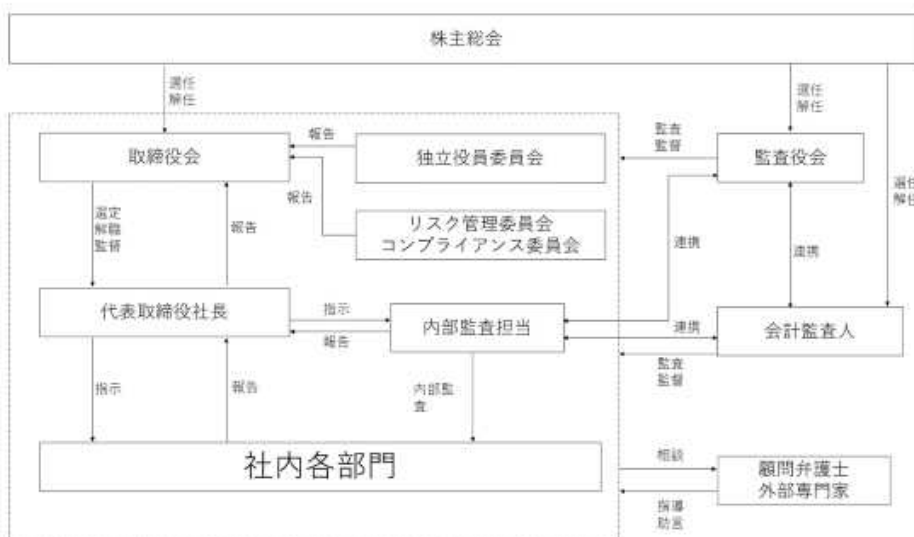 株主総会
選任
解任
選任
解任
選任
解任
取締役会
報告
独立役員委員会
監査
監督
監査役会
報告
リスク管理委員会
コンプライアンス委員会
選定
解職
監督
報告
連携
連携
代表取締役社長
指示
報告
内部監査担当
連携
会計監査人
監査
監督
指示
報告
内部監
査
社内各部門
相談
顧問弁護士
外部専門家
指導
助言